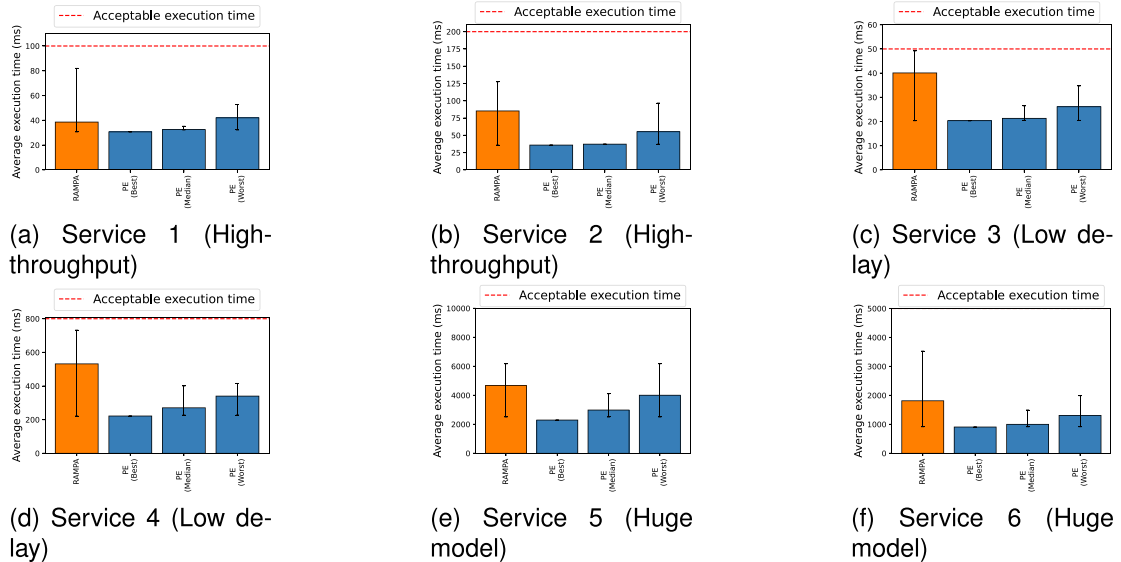 Acceptable execution time
Average execution time (ms)
100
80
60
40
20
0
RAMPA
PE
(Best)
PE
(Median)
PE
(Worst)
(a) Service 1 (High-
throughput)
Acceptable execution time
Average execution time (ms)
200
175
150
125
100
75
50
25
0
RAMPA
PE
(Best)
PE
(Median)
PE
(Worst)
(b) Service 2 (High-
throughput)
Acceptable execution time
Average execution time (ms)
60
50
40
30
20
10
0
RAMPA
PE
(Best)
PE
(Median)
PE
(Worst)
(c) Service 3 (Low de-
lay)
Acceptable execution time
Average execution time (ms)
800
600
400
200
0
RAMPA
PE
(Best)
PE
(Median)
PE
(Worst)
(d) Service 4 (Low de-
lay)
Acceptable execution time
Average execution time (ms)
10000
8000
6000
4000
2000
0
RAMPA
PE
(Best)
PE
(Median)
PE
(Worst)
(e) Service 5 (Huge
model)
Acceptable execution time
Average execution time (ms)
5000
4000
3000
2000
1000
0
RAMPA
PE
(Best)
PE
(Median)
PE
(Worst)
(f) Service 6 (Huge
model)